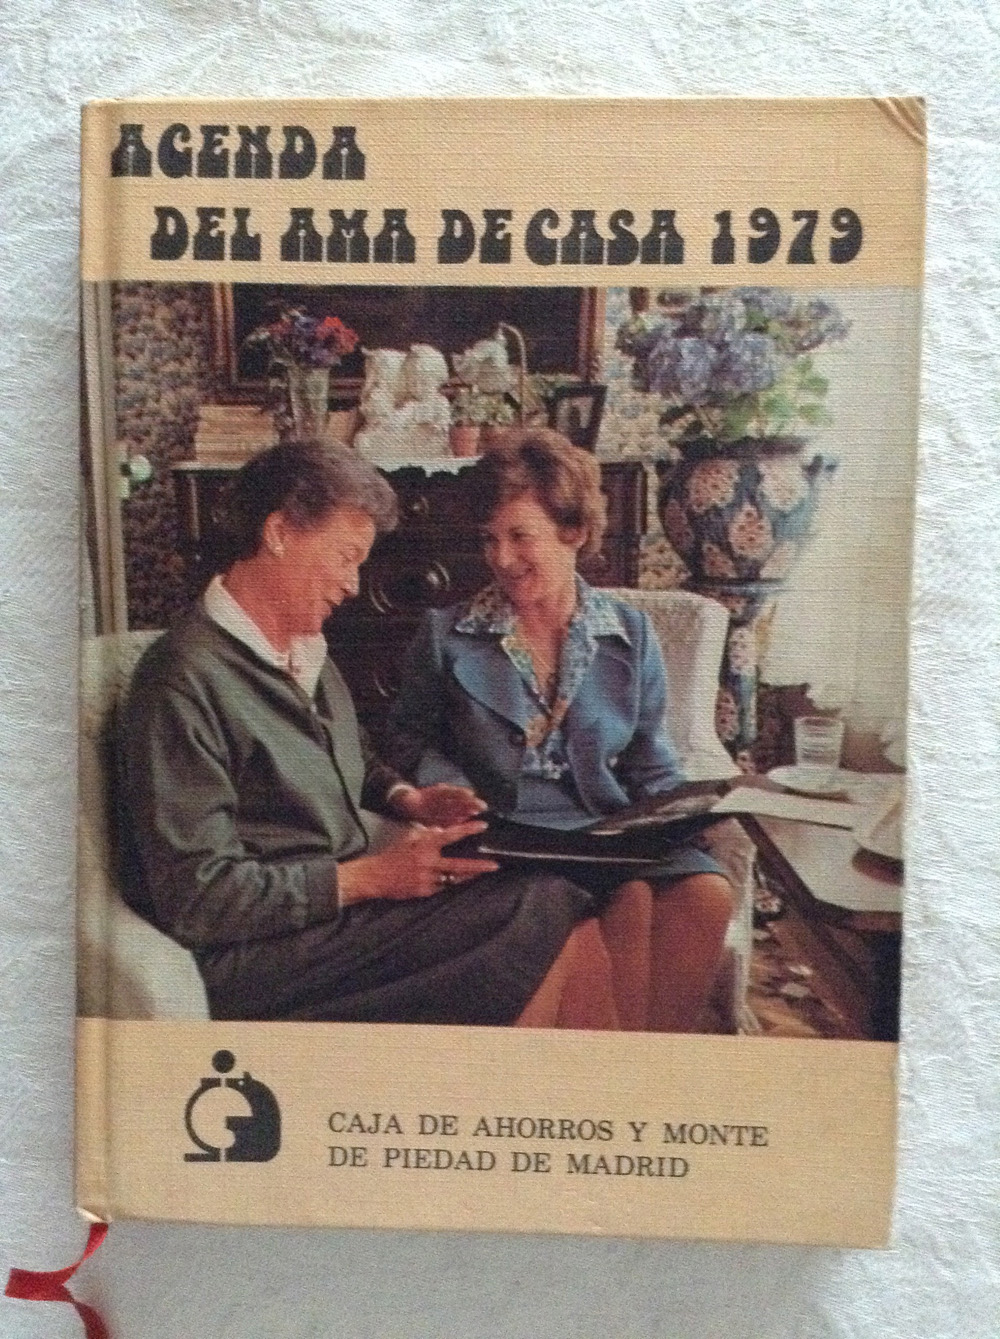 AGENDA
DEL AMA DE CASA 1979
CAJA DE AHORROS Y MONTE
DE PIEDAD DE MADRID